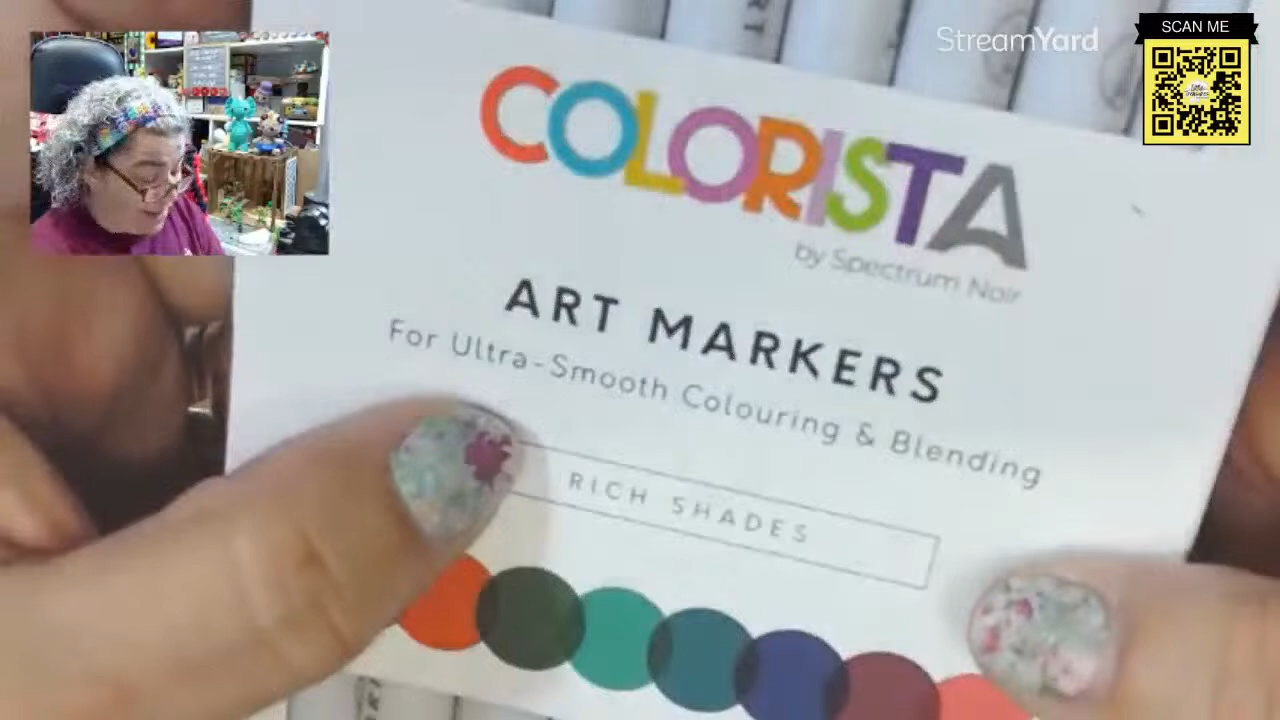 StreamYard
SCAN ME
COLORISTA
by Spectrum Noir
ART MARKERS
For Ultra-Smooth Colouring & Blending
RICH SHADES